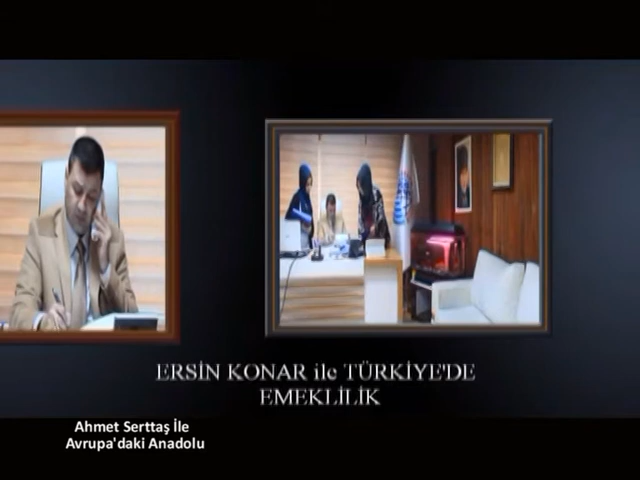 ERSİN KONAR ile TÜRKİYE'DE
EMEKLİLİK
Ahmet Serttaş İle
Avrupa'daki Anadolu